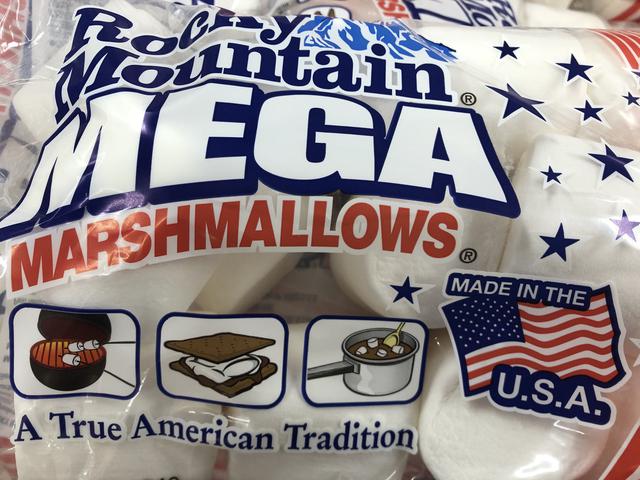 Rocky
Mountain®
MEGA
MARSHMALLOWS®
MADE IN THE
U.S.A.
A True American Tradition